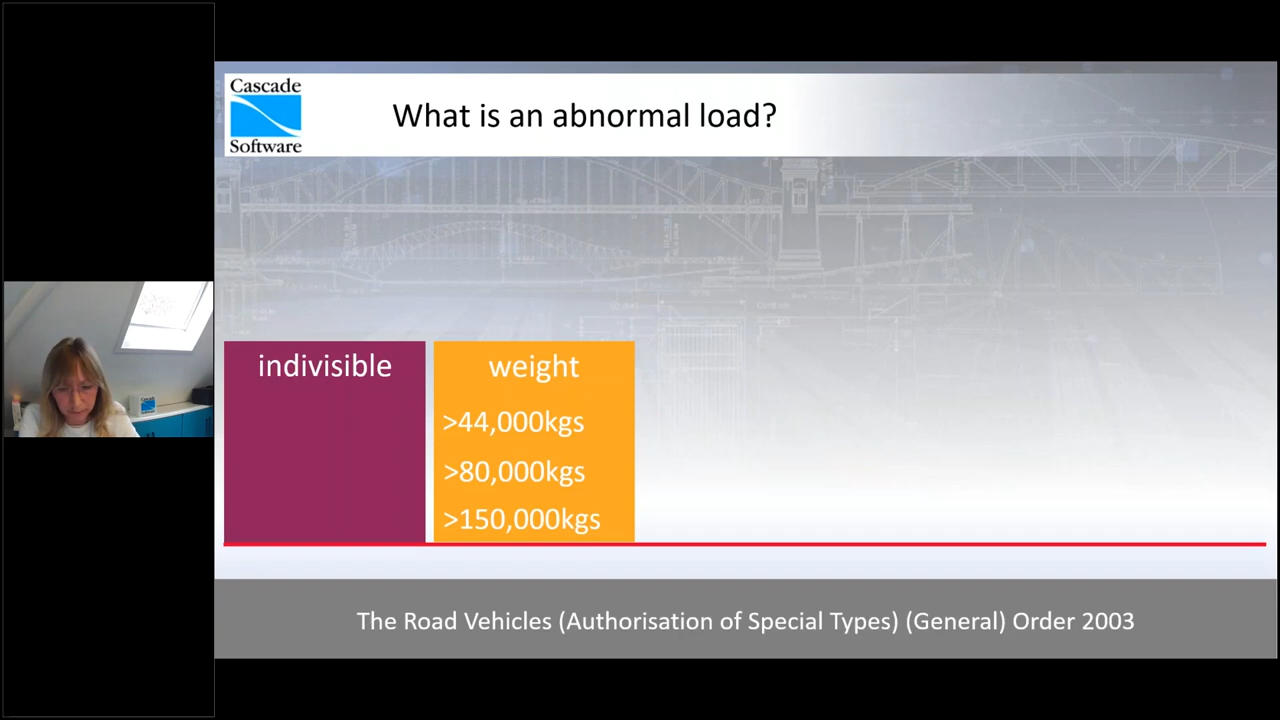 Cascade
Software
What is an abnormal load?
indivisible
weight
>44,000kgs
>80,000kgs
>150,000kgs
The Road Vehicles (Authorisation of Special Types) (General) Order 2003